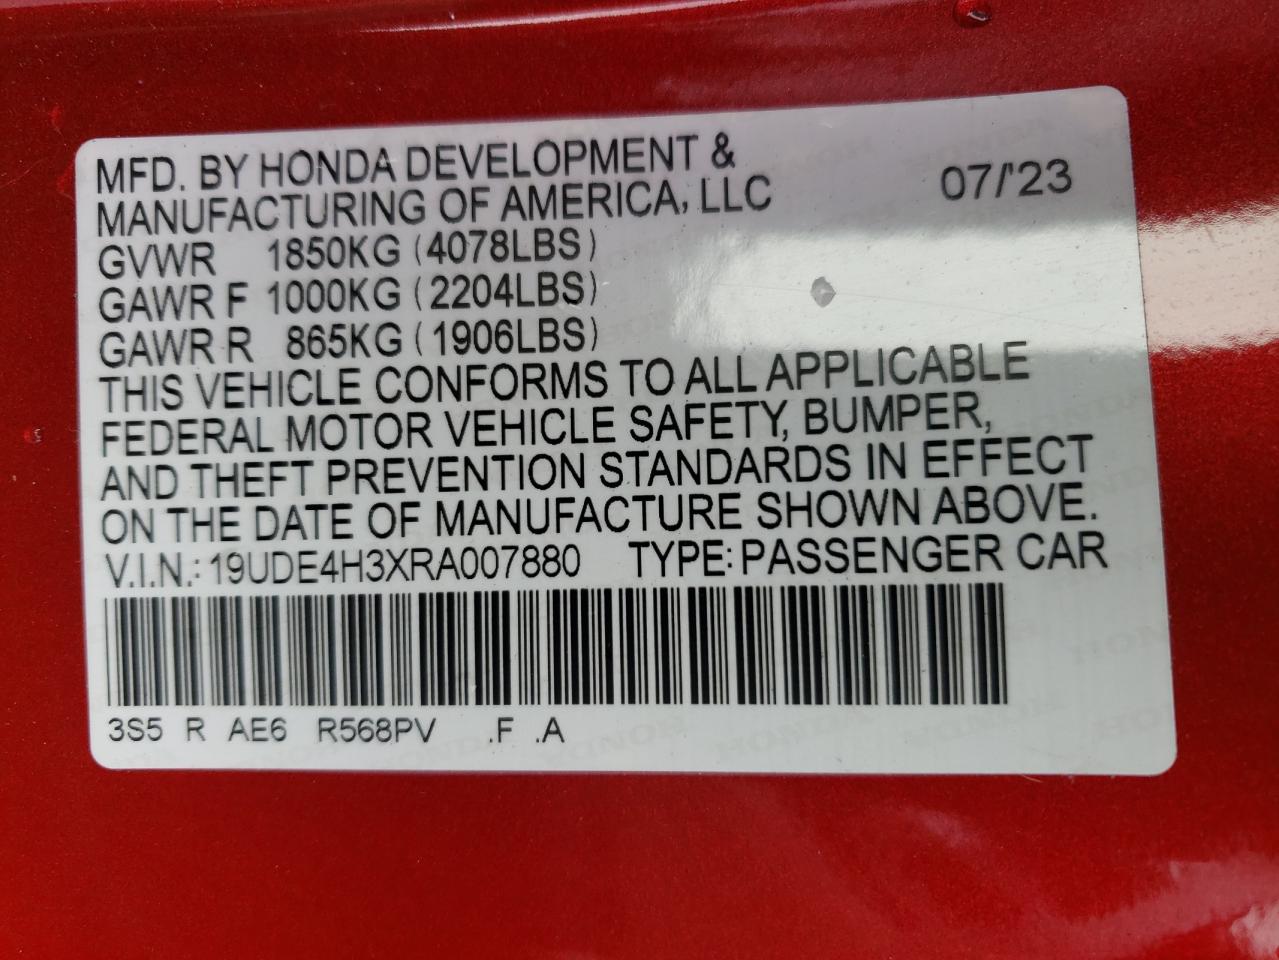 MFD. BY HONDA DEVELOPMENT &
MANUFACTURING OF AMERICA, LLC 07/'23
GVWR 1850KG (4078LBS)
GAWR F 1000KG (2204LBS)
GAWR R 865KG (1906LBS)
THIS VEHICLE CONFORMS TO ALL APPLICABLE
FEDERAL MOTOR VEHICLE SAFETY, BUMPER,
AND THEFT PREVENTION STANDARDS IN EFFECT
ON THE DATE OF MANUFACTURE SHOWN ABOVE.
V.I.N.: 19UDE4H3XRA007880 TYPE: PASSENGER CAR
3S5 R AE6 R568PV .F .A